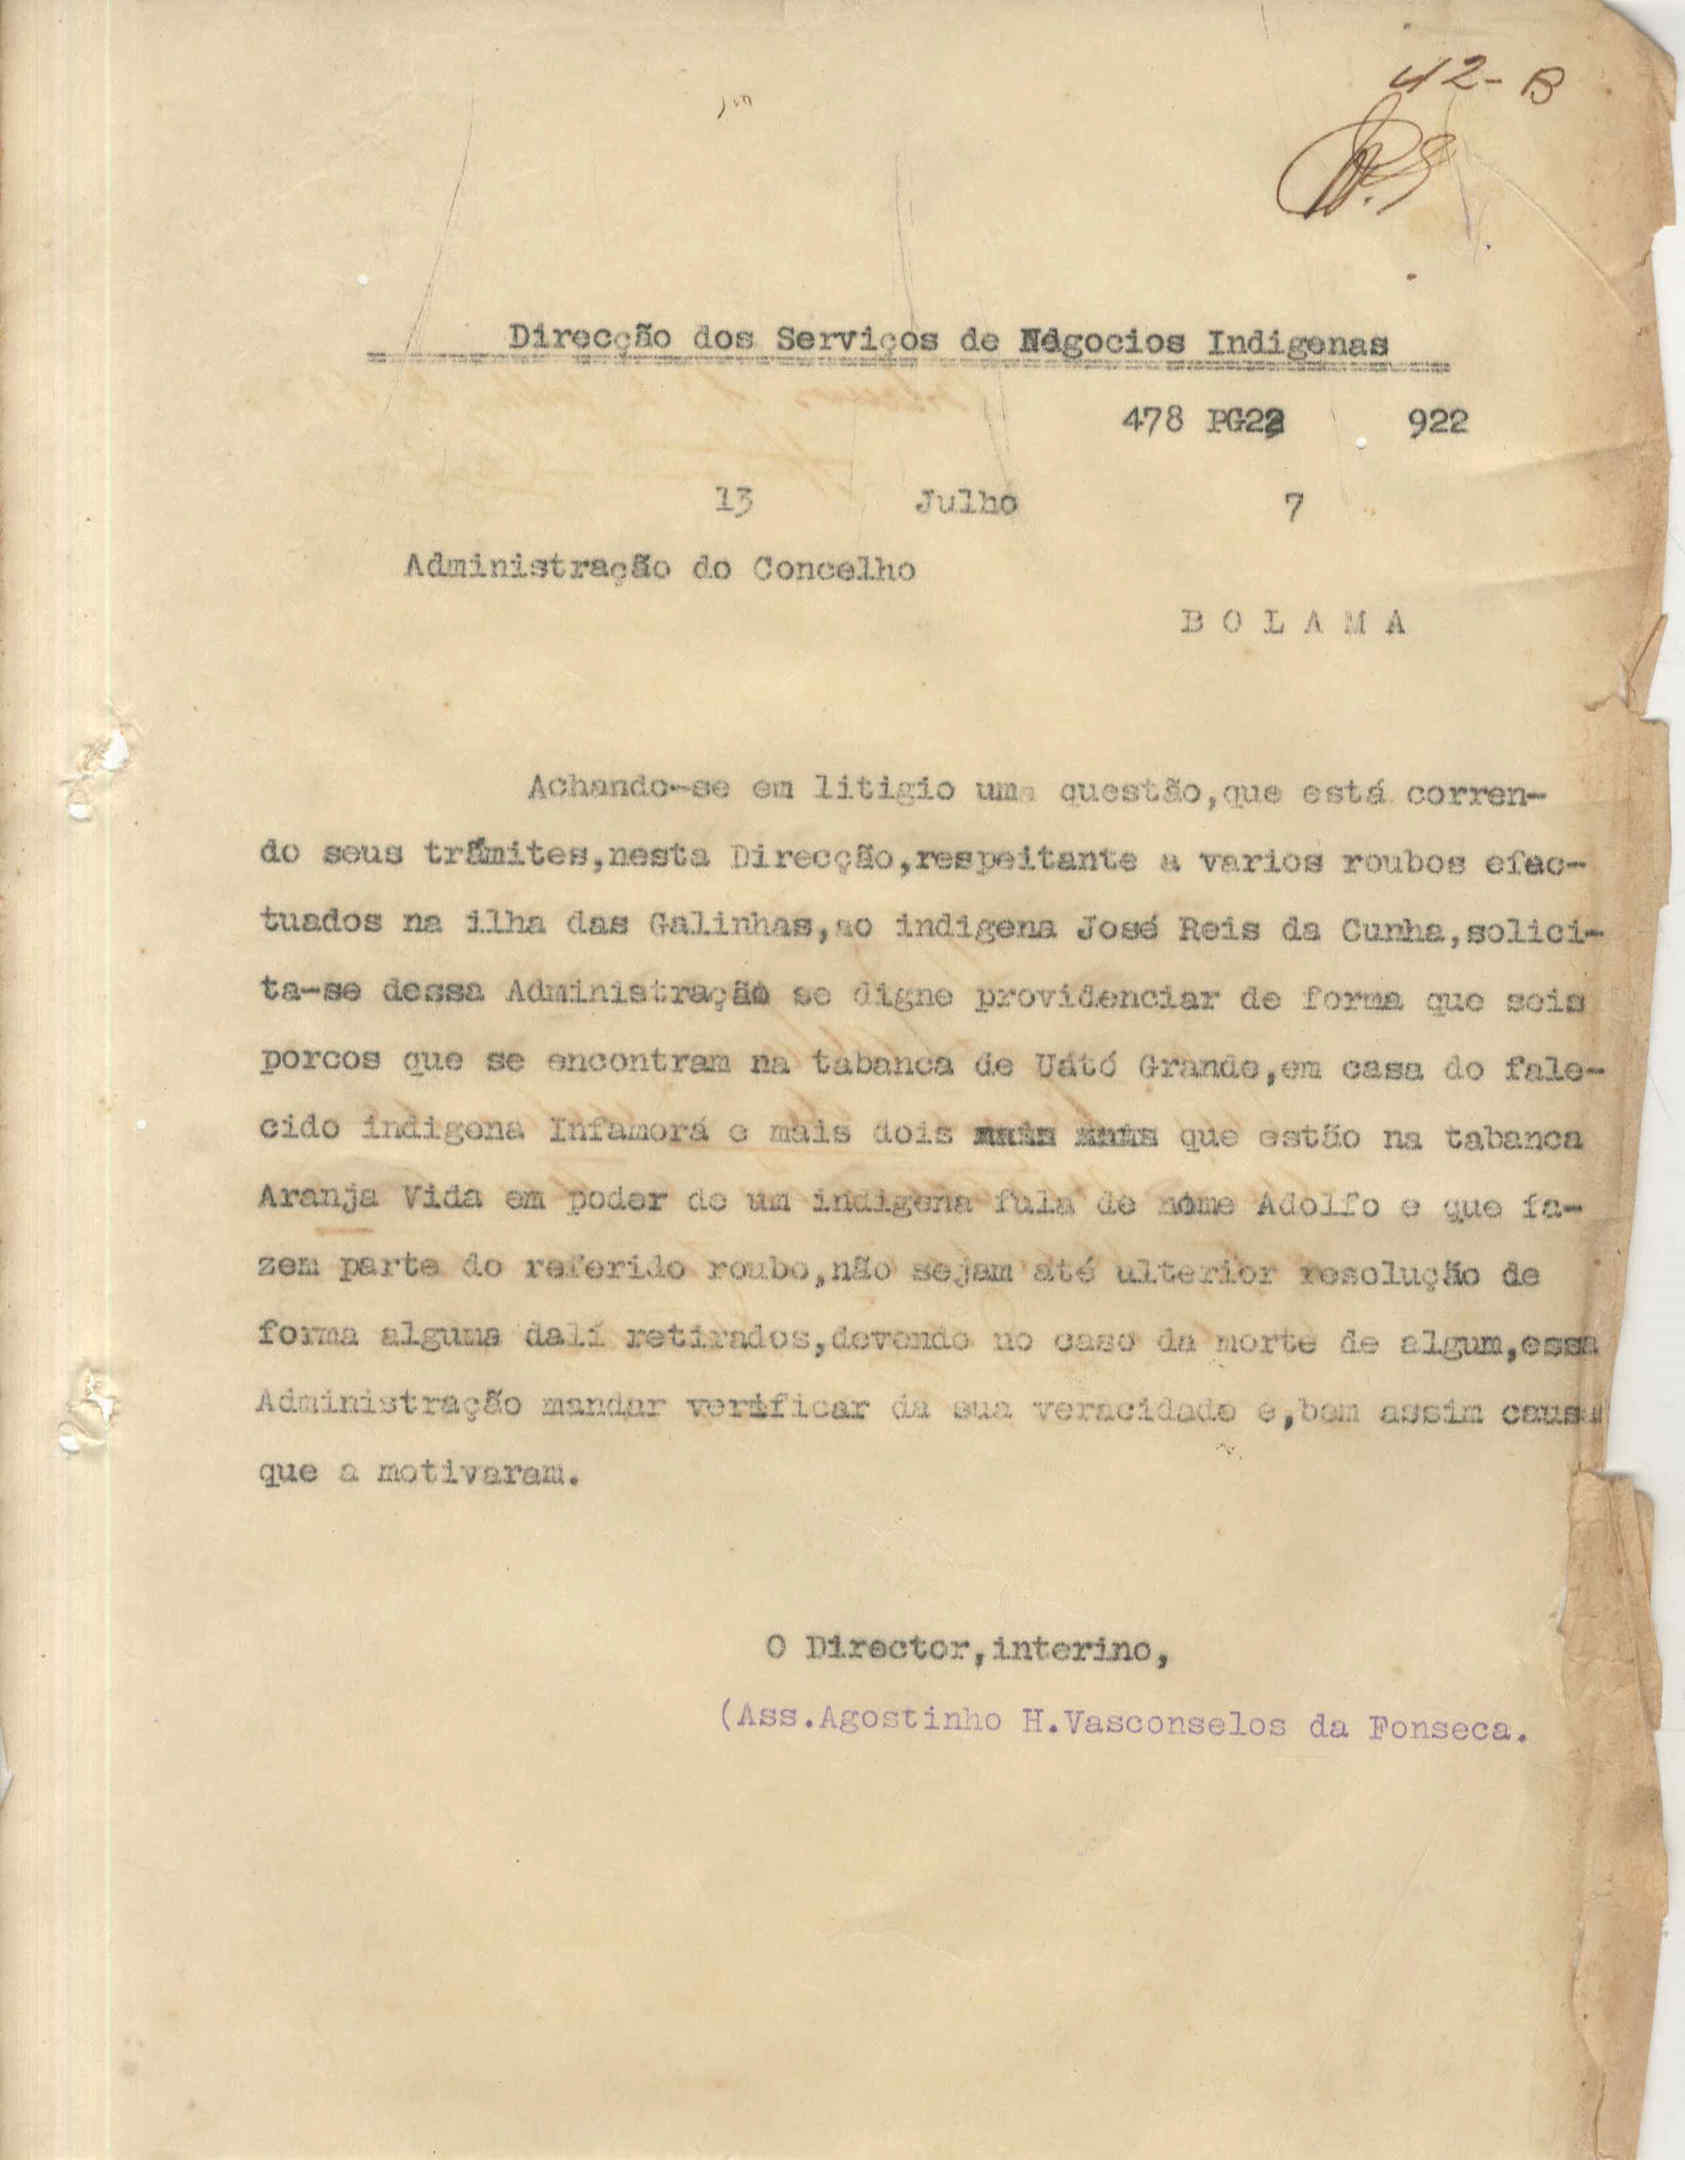 42-B
Direcção dos Serviços de Négocios Indigenas
478 PG22 922
13 Julho 7
Administração do Concelho
B O L A M A
Achando-se em litigio uma questão,que está corren-
do seus trâmites,nesta Direcção,respeitante a varios roubos efec-
tuados na ilha das Galinhas,ao indigena José Reis da Cunha,solici-
ta-se dessa Administração se digne providenciar de forma que seis
porcos que se encontram na tabanca de Uátó Grande,em casa do fale-
cido indigena Infamorá e mais dois que estão na tabanca
Aranja Vida em poder de um indigena fula de nome Adolfo e que fa-
zem parte do referido roubo,não sejam até ulterior resolução de
forma alguma dalí retirados,devendo no caso da morte de algum,essa
Administração mandar verificar da sua veracidade e,bem assim causa
que a motivaram.
O Director,interino,
(Ass.Agostinho H.Vasconselos da Fonseca.